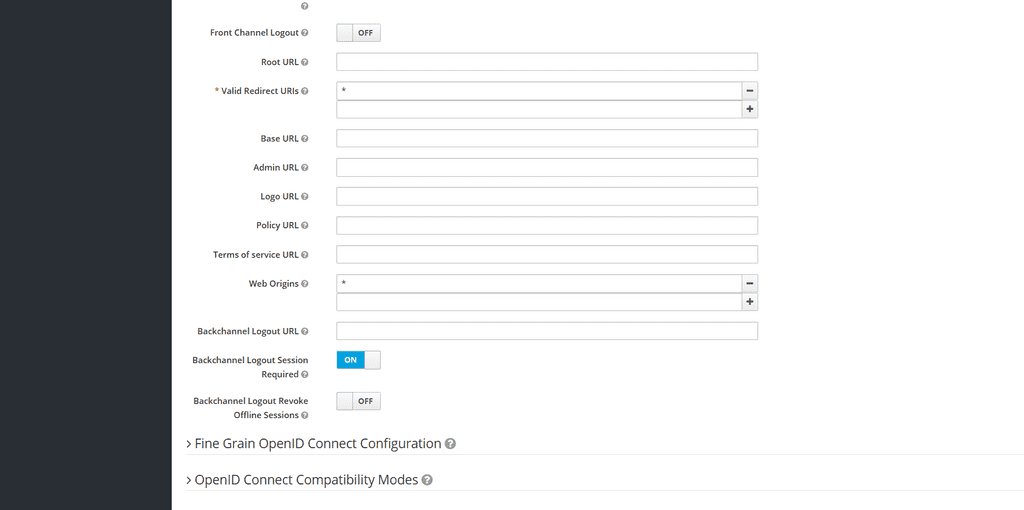 Front Channel Logout OFF
Root URL
* Valid Redirect URIs *
Base URL
Admin URL
Logo URL
Policy URL
Terms of service URL
Web Origins *
Backchannel Logout URL
Backchannel Logout Session
Required
ON
Backchannel Logout Revoke
Offline Sessions
OFF
Fine Grain OpenID Connect Configuration
OpenID Connect Compatibility Modes